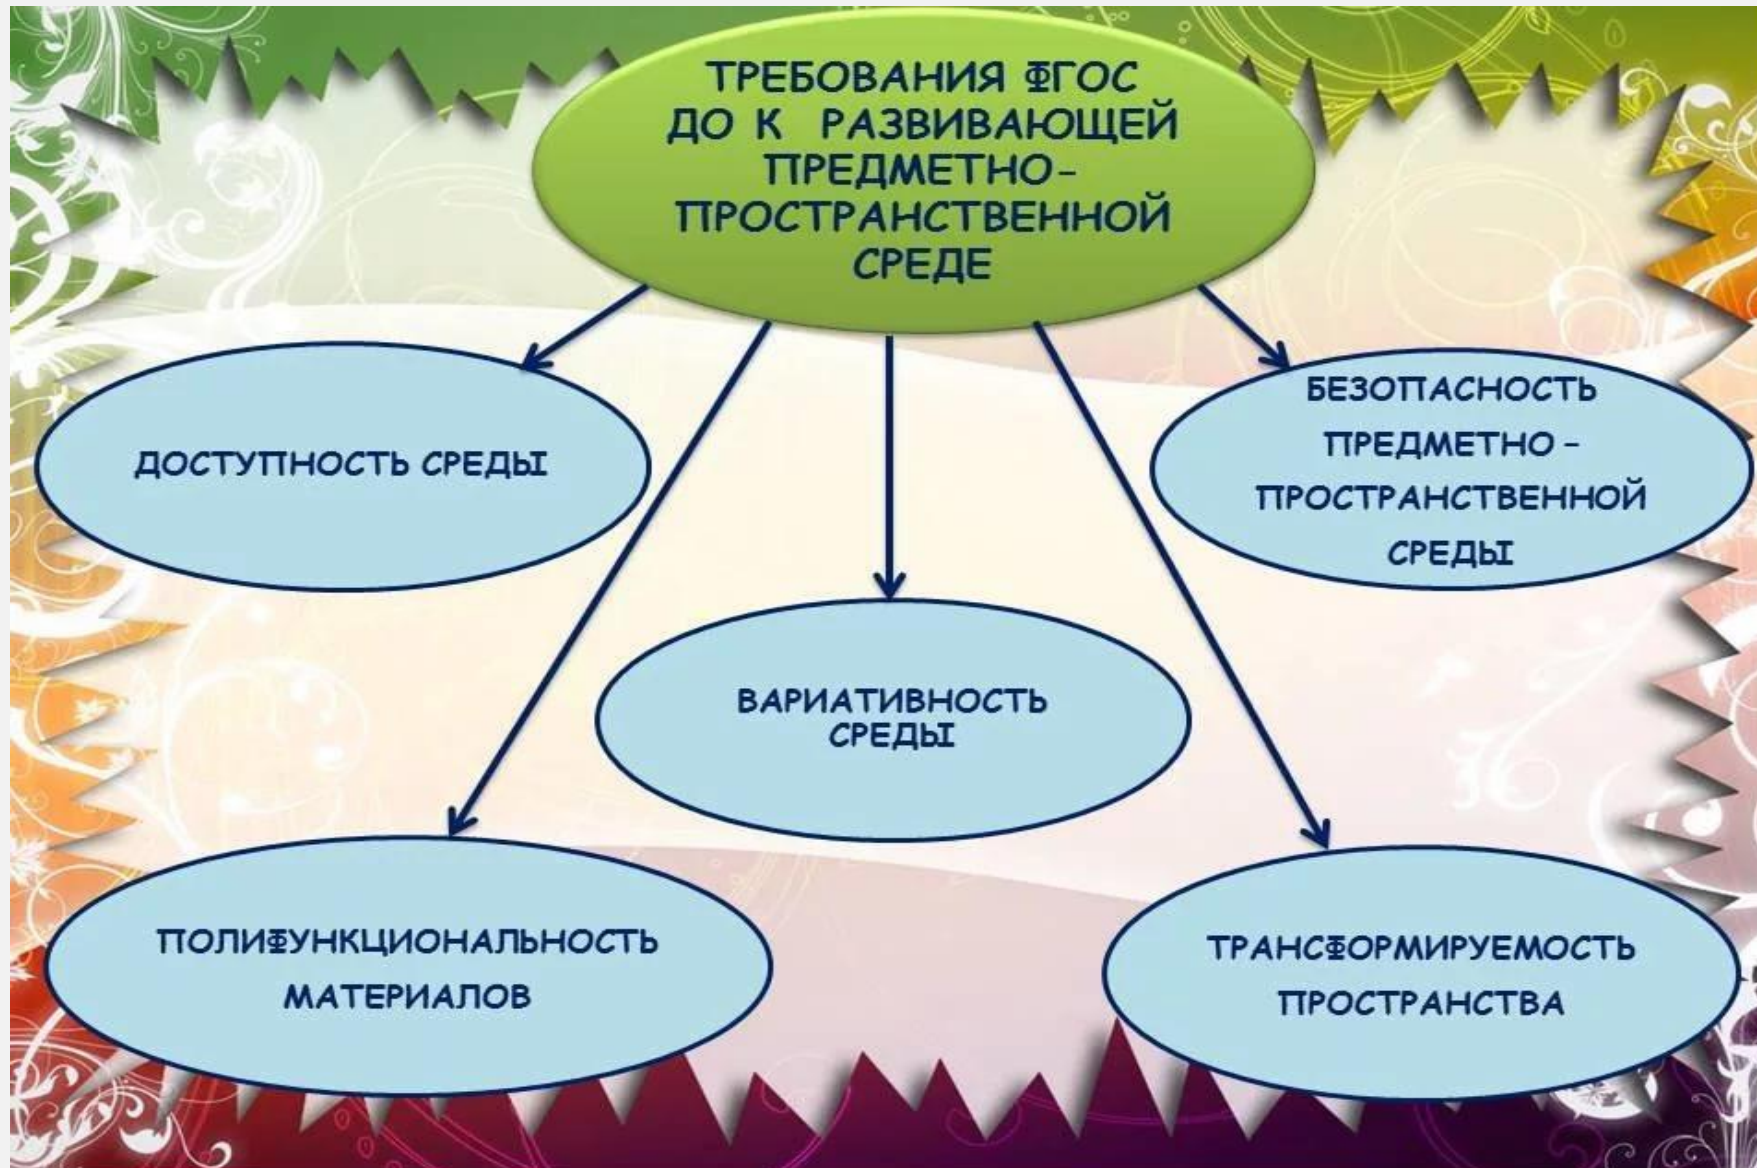 ТРЕБОВАНИЯ ФГОС
ДО К РАЗВИВАЮЩЕЙ
ПРЕДМЕТНО-
ПРОСТРАНСТВЕННОЙ
СРЕДЕ
ДОСТУПНОСТЬ СРЕДЫ
БЕЗОПАСНОСТЬ
ПРЕДМЕТНО –
ПРОСТРАНСТВЕННОЙ
СРЕДЫ
ВАРИАТИВНОСТЬ
СРЕДЫ
ПОЛИФУНКЦИОНАЛЬНОСТЬ
МАТЕРИАЛОВ
ТРАНСФОРМИРУЕМОСТЬ
ПРОСТРАНСТВА